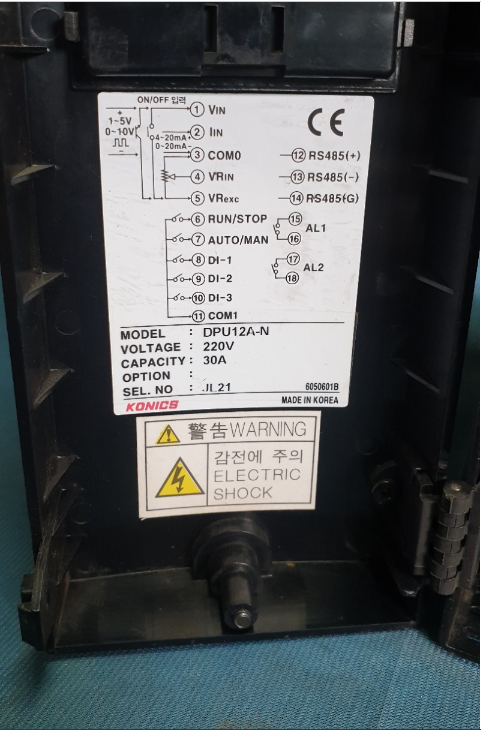 ON/OFF 입력
+
1~5V
0~10V
-
4~20mA+
0~20mA-
① VIN
② IIN
③ COM0
④ VRIN
⑤ VRexc
⑥ RUN/STOP
⑦ AUTO/MAN
⑧ DI-1
⑨ DI-2
⑩ DI-3
⑪ COM1
CE
⑫ RS485(+)
⑬ RS485(-)
⑭ RS485(G)
⑮
AL1
⑯
⑰
AL2
⑱
MODEL : DPU12A-N
VOLTAGE : 220V
CAPACITY : 30A
OPTION :
SEL. NO : JL21
6050601B
KONICS
MADE IN KOREA
警告 WARNING
감전에 주의
ELECTRIC
SHOCK